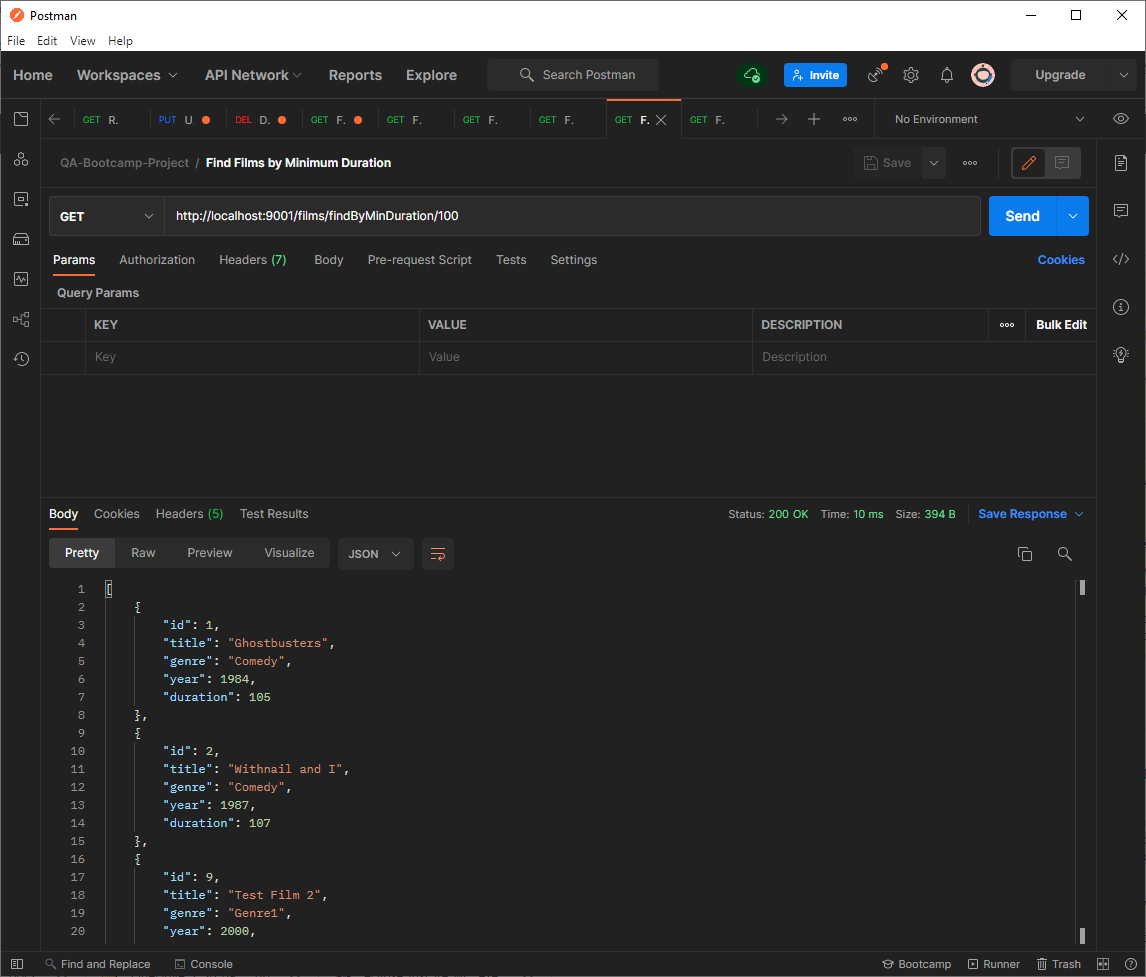 Postman
File Edit View Help
Home Workspaces API Network Reports Explore Search Postman Invite Upgrade
GET R. PUT U DEL D. GET F. GET F. GET F. GET F. GET F. GET F. No Environment
QA-Bootcamp-Project / Find Films by Minimum Duration Save
GET http://localhost:9001/films/findByMinDuration/100 Send
Params Authorization Headers (7) Body Pre-request Script Tests Settings Cookies
Query Params
KEY VALUE DESCRIPTION Bulk Edit
Key Value Description
Body Cookies Headers (5) Test Results Status: 200 OK Time: 10 ms Size: 394 B Save Response
Pretty Raw Preview Visualize JSON
1 [
2 {
3 "id": 1,
4 "title": "Ghostbusters",
5 "genre": "Comedy",
6 "year": 1984,
7 "duration": 105
8 },
9 {
10 "id": 2,
11 "title": "Withnail and I",
12 "genre": "Comedy",
13 "year": 1987,
14 "duration": 107
15 },
16 {
17 "id": 9,
18 "title": "Test Film 2",
19 "genre": "Genre1",
20 "year": 2000,
Find and Replace Console Bootcamp Runner Trash